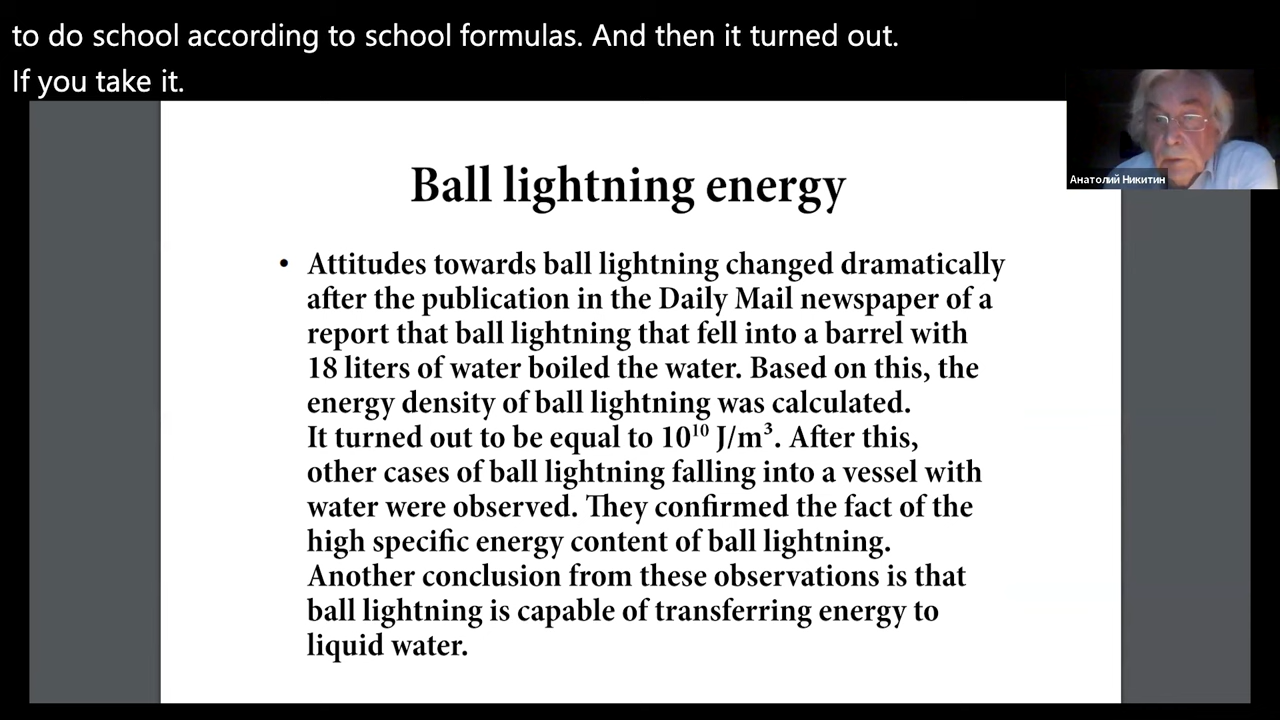 to do school according to school formulas. And then it turned out.
If you take it.
Анатолий Никитин
Ball lightning energy
• Attitudes towards ball lightning changed dramatically
after the publication in the Daily Mail newspaper of a
report that ball lightning that fell into a barrel with
18 liters of water boiled the water. Based on this, the
energy density of ball lightning was calculated.
It turned out to be equal to 10¹⁰ J/m³. After this,
other cases of ball lightning falling into a vessel with
water were observed. They confirmed the fact of the
high specific energy content of ball lightning.
Another conclusion from these observations is that
ball lightning is capable of transferring energy to
liquid water.